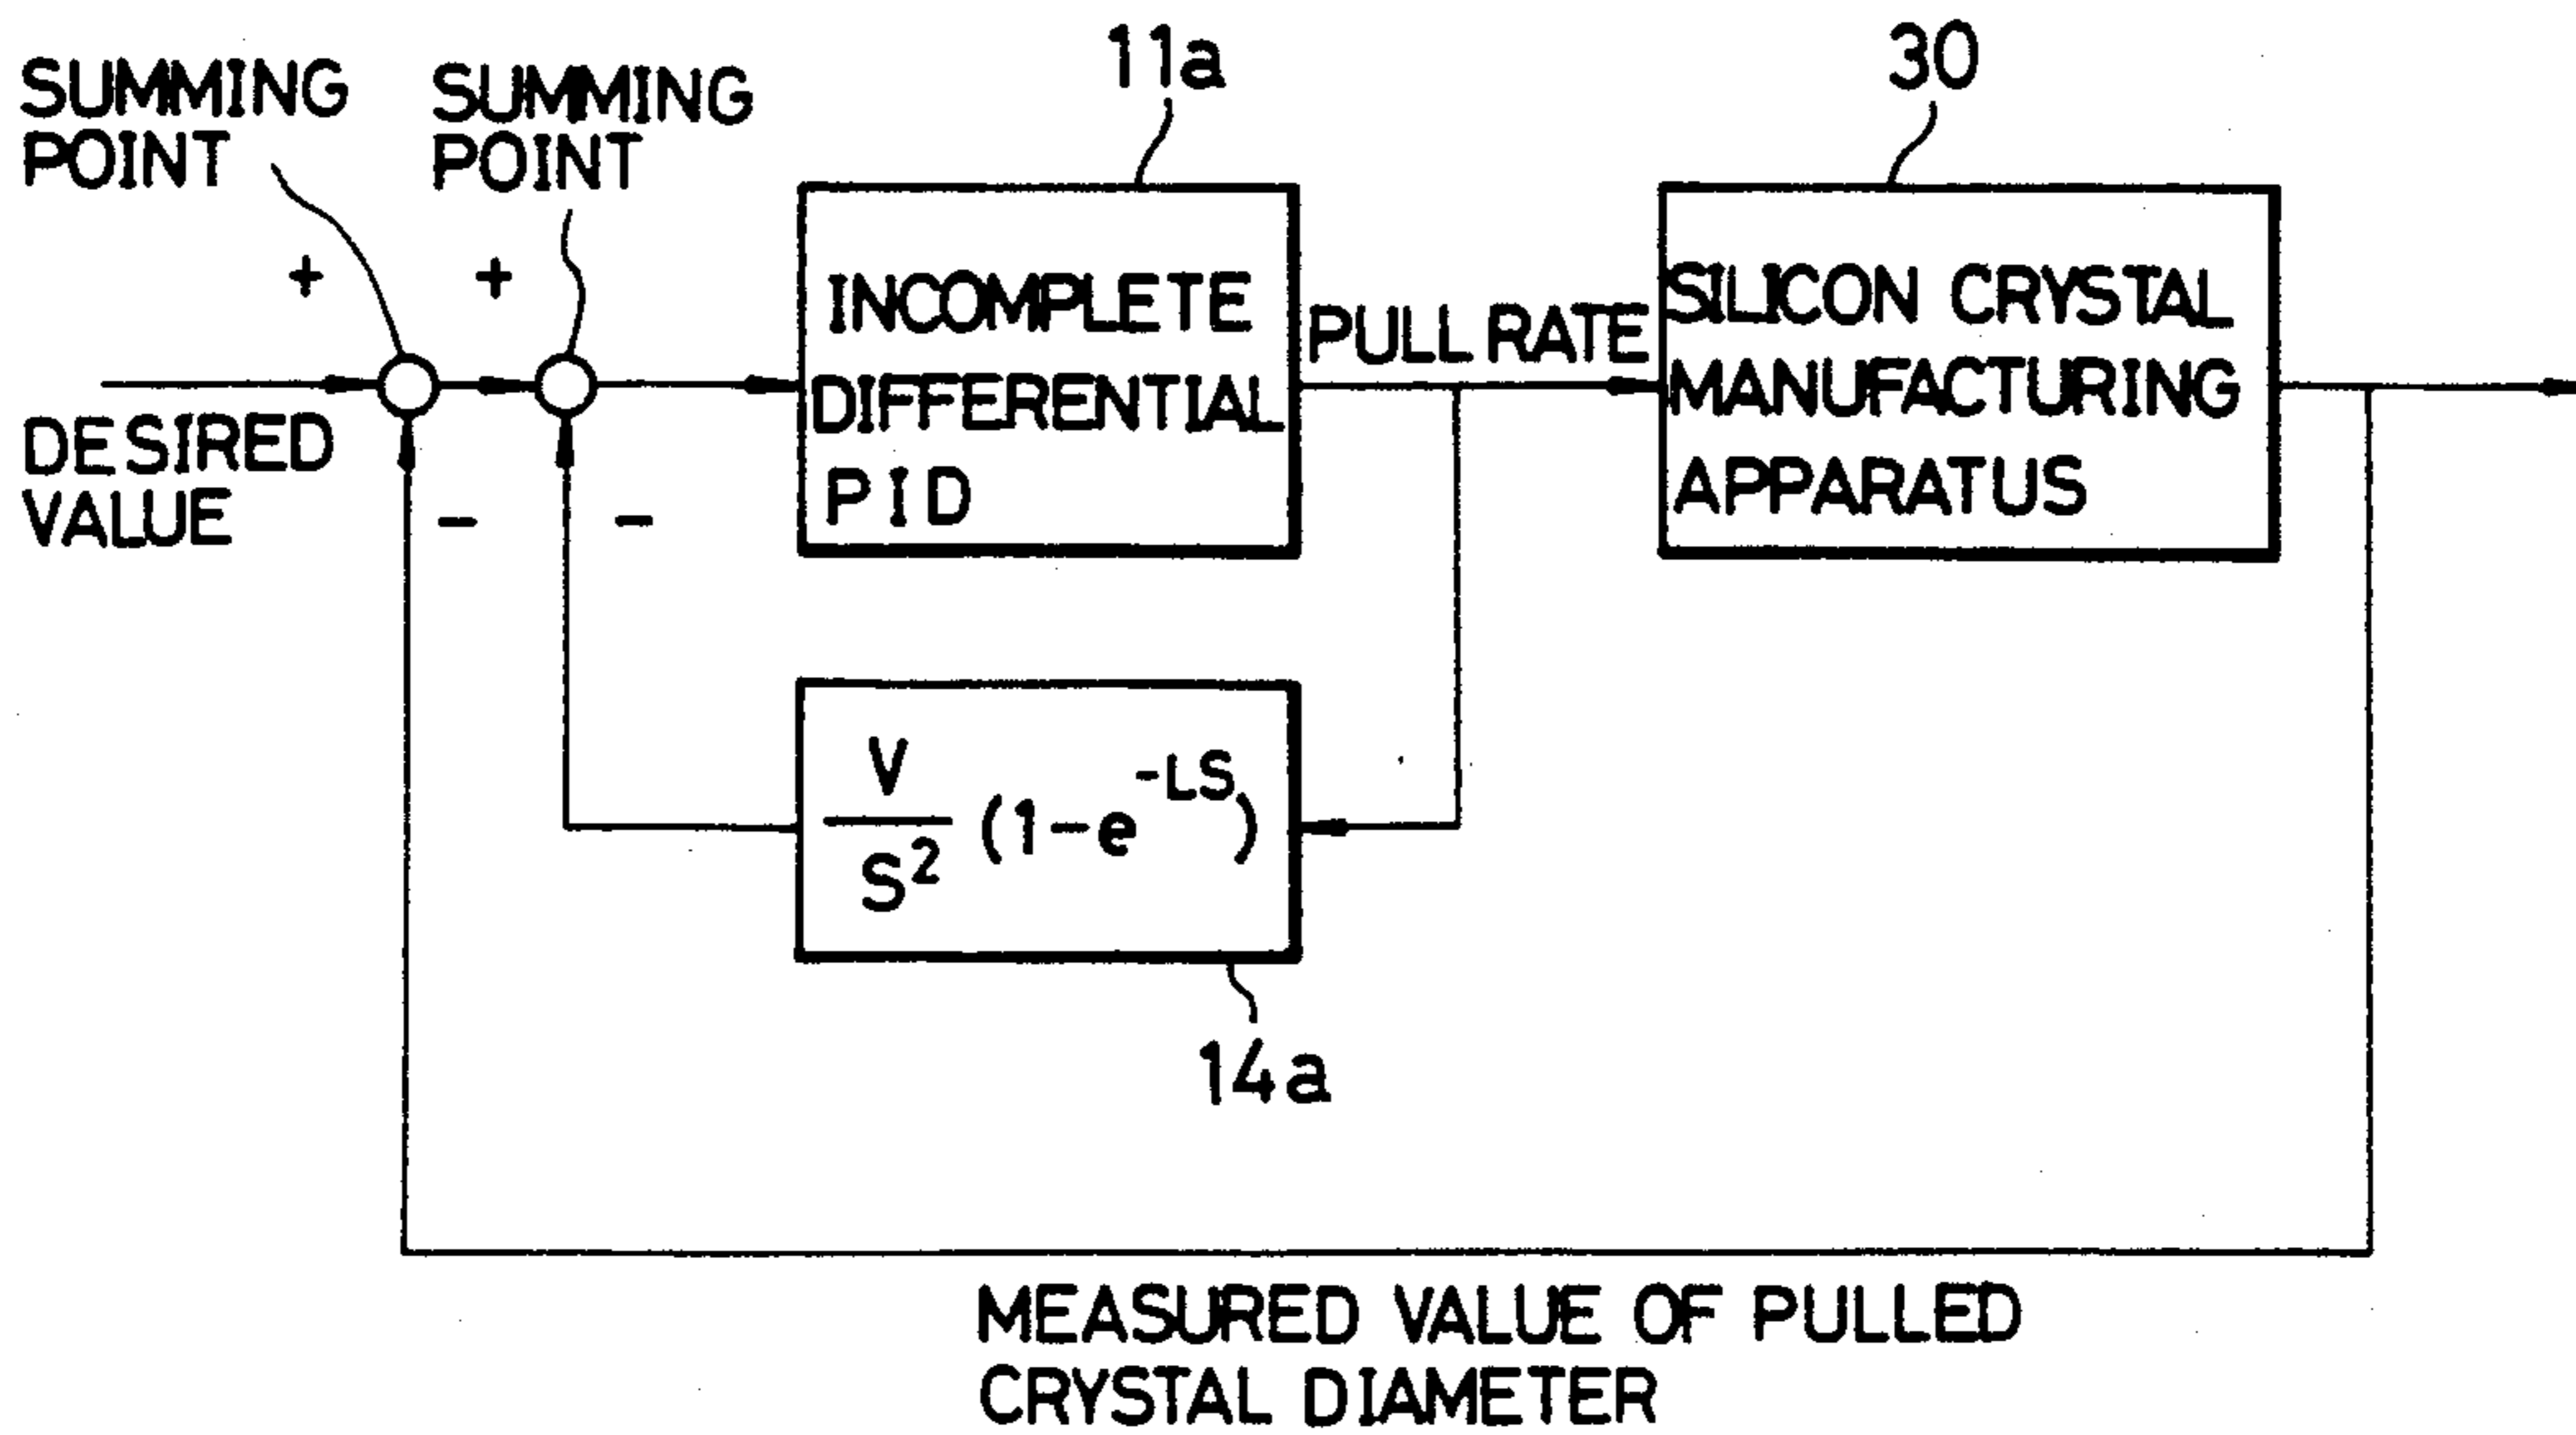 11a
30
SUMMING
POINT
SUMMING
POINT
+
+
INCOMPLETE
DIFFERENTIAL
PID
PULL RATE
SILICON CRYSTAL
MANUFACTURING
APPARATUS
DESIRED
VALUE
-
-
V/S² (1-e^-LS)
14a
MEASURED VALUE OF PULLED
CRYSTAL DIAMETER